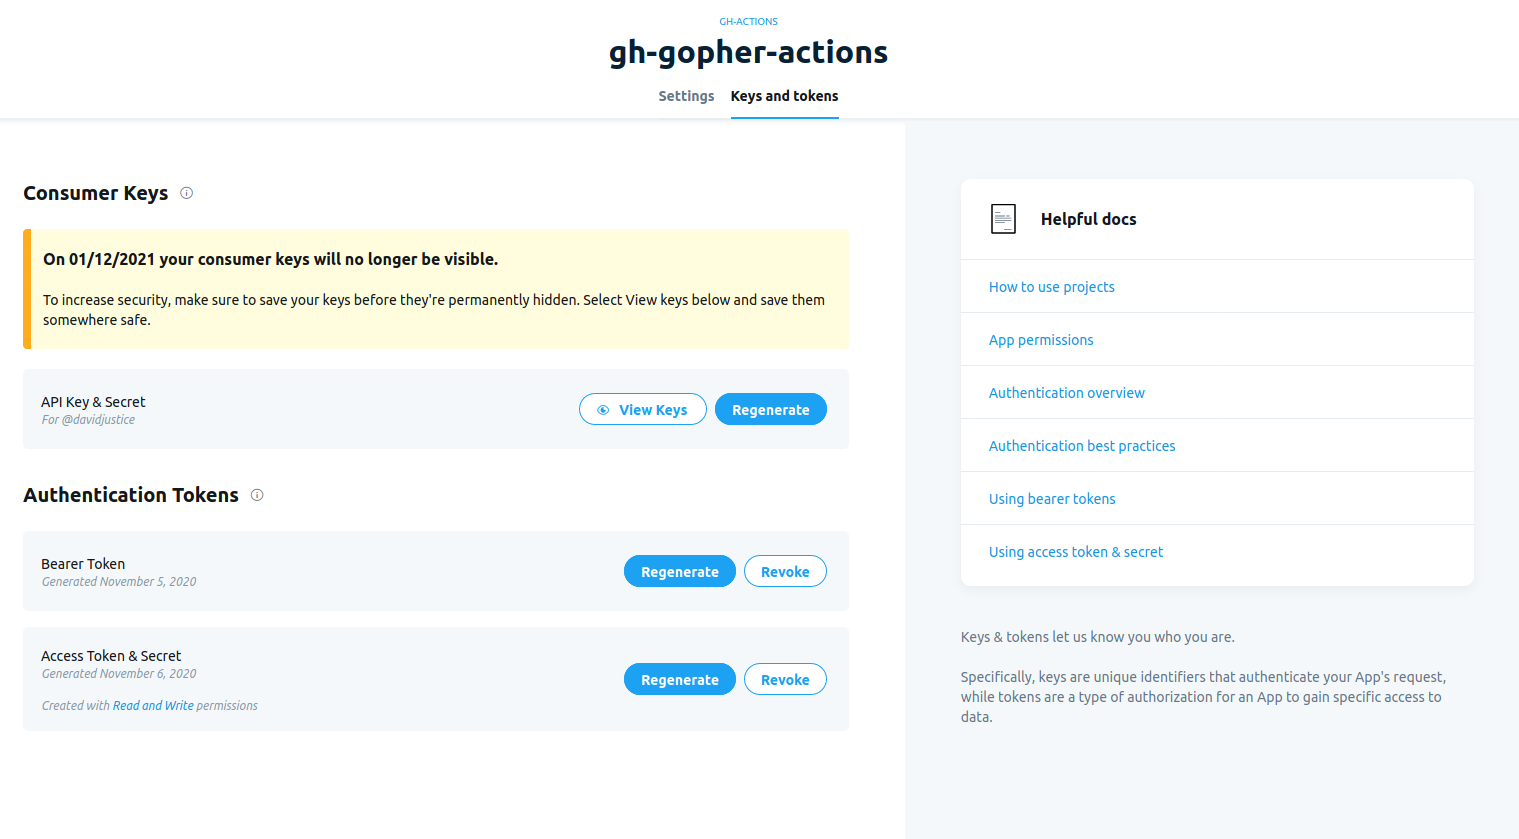 GH-ACTIONS
gh-gopher-actions
Settings Keys and tokens
Consumer Keys
On 01/12/2021 your consumer keys will no longer be visible.
To increase security, make sure to save your keys before they're permanently hidden. Select View keys below and save them
somewhere safe.
API Key & Secret
For @davidjustice
View Keys
Regenerate
Authentication Tokens
Bearer Token
Generated November 5, 2020
Regenerate
Revoke
Access Token & Secret
Generated November 6, 2020
Created with Read and Write permissions
Regenerate
Revoke
Helpful docs
How to use projects
App permissions
Authentication overview
Authentication best practices
Using bearer tokens
Using access token & secret
Keys & tokens let us know you who you are.
Specifically, keys are unique identifiers that authenticate your App's request,
while tokens are a type of authorization for an App to gain specific access to
data.